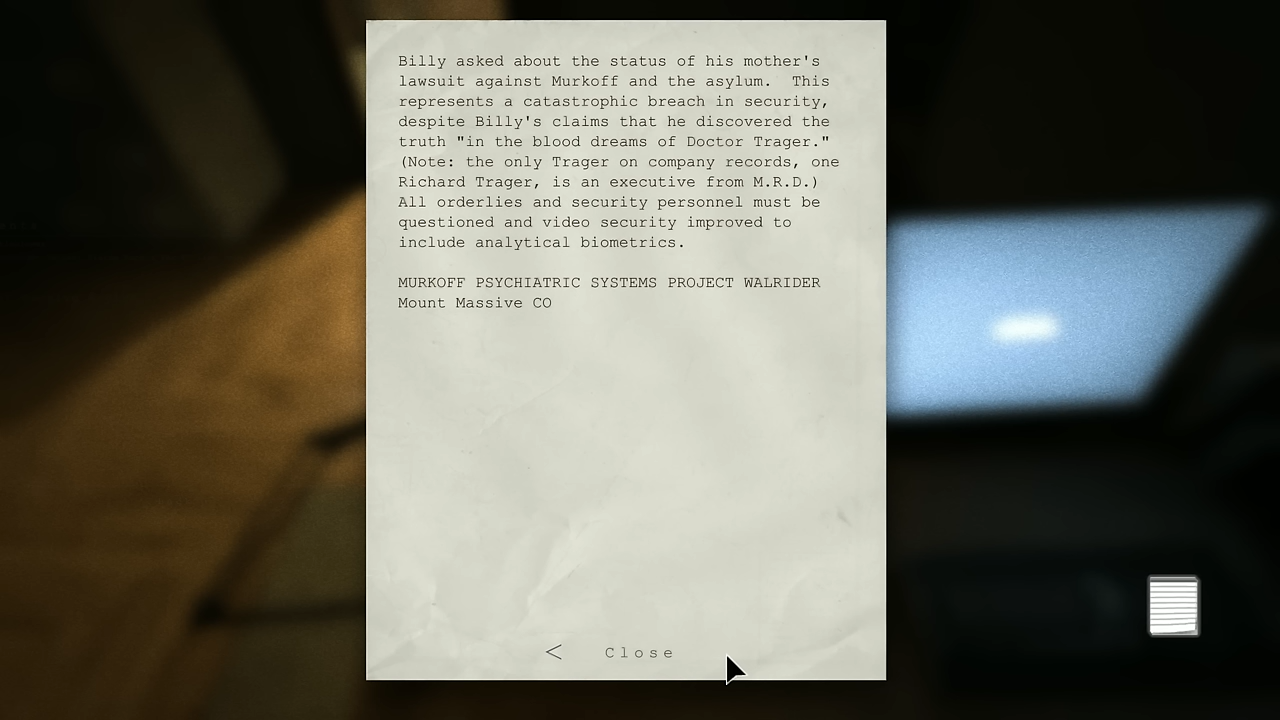 Billy asked about the status of his mother's
lawsuit against Murkoff and the asylum.  This
represents a catastrophic breach in security,
despite Billy's claims that he discovered the
truth "in the blood dreams of Doctor Trager."
(Note: the only Trager on company records, one
Richard Trager, is an executive from M.R.D.)
All orderlies and security personnel must be
questioned and video security improved to
include analytical biometrics.

MURKOFF PSYCHIATRIC SYSTEMS PROJECT WALRIDER
Mount Massive CO
< Close